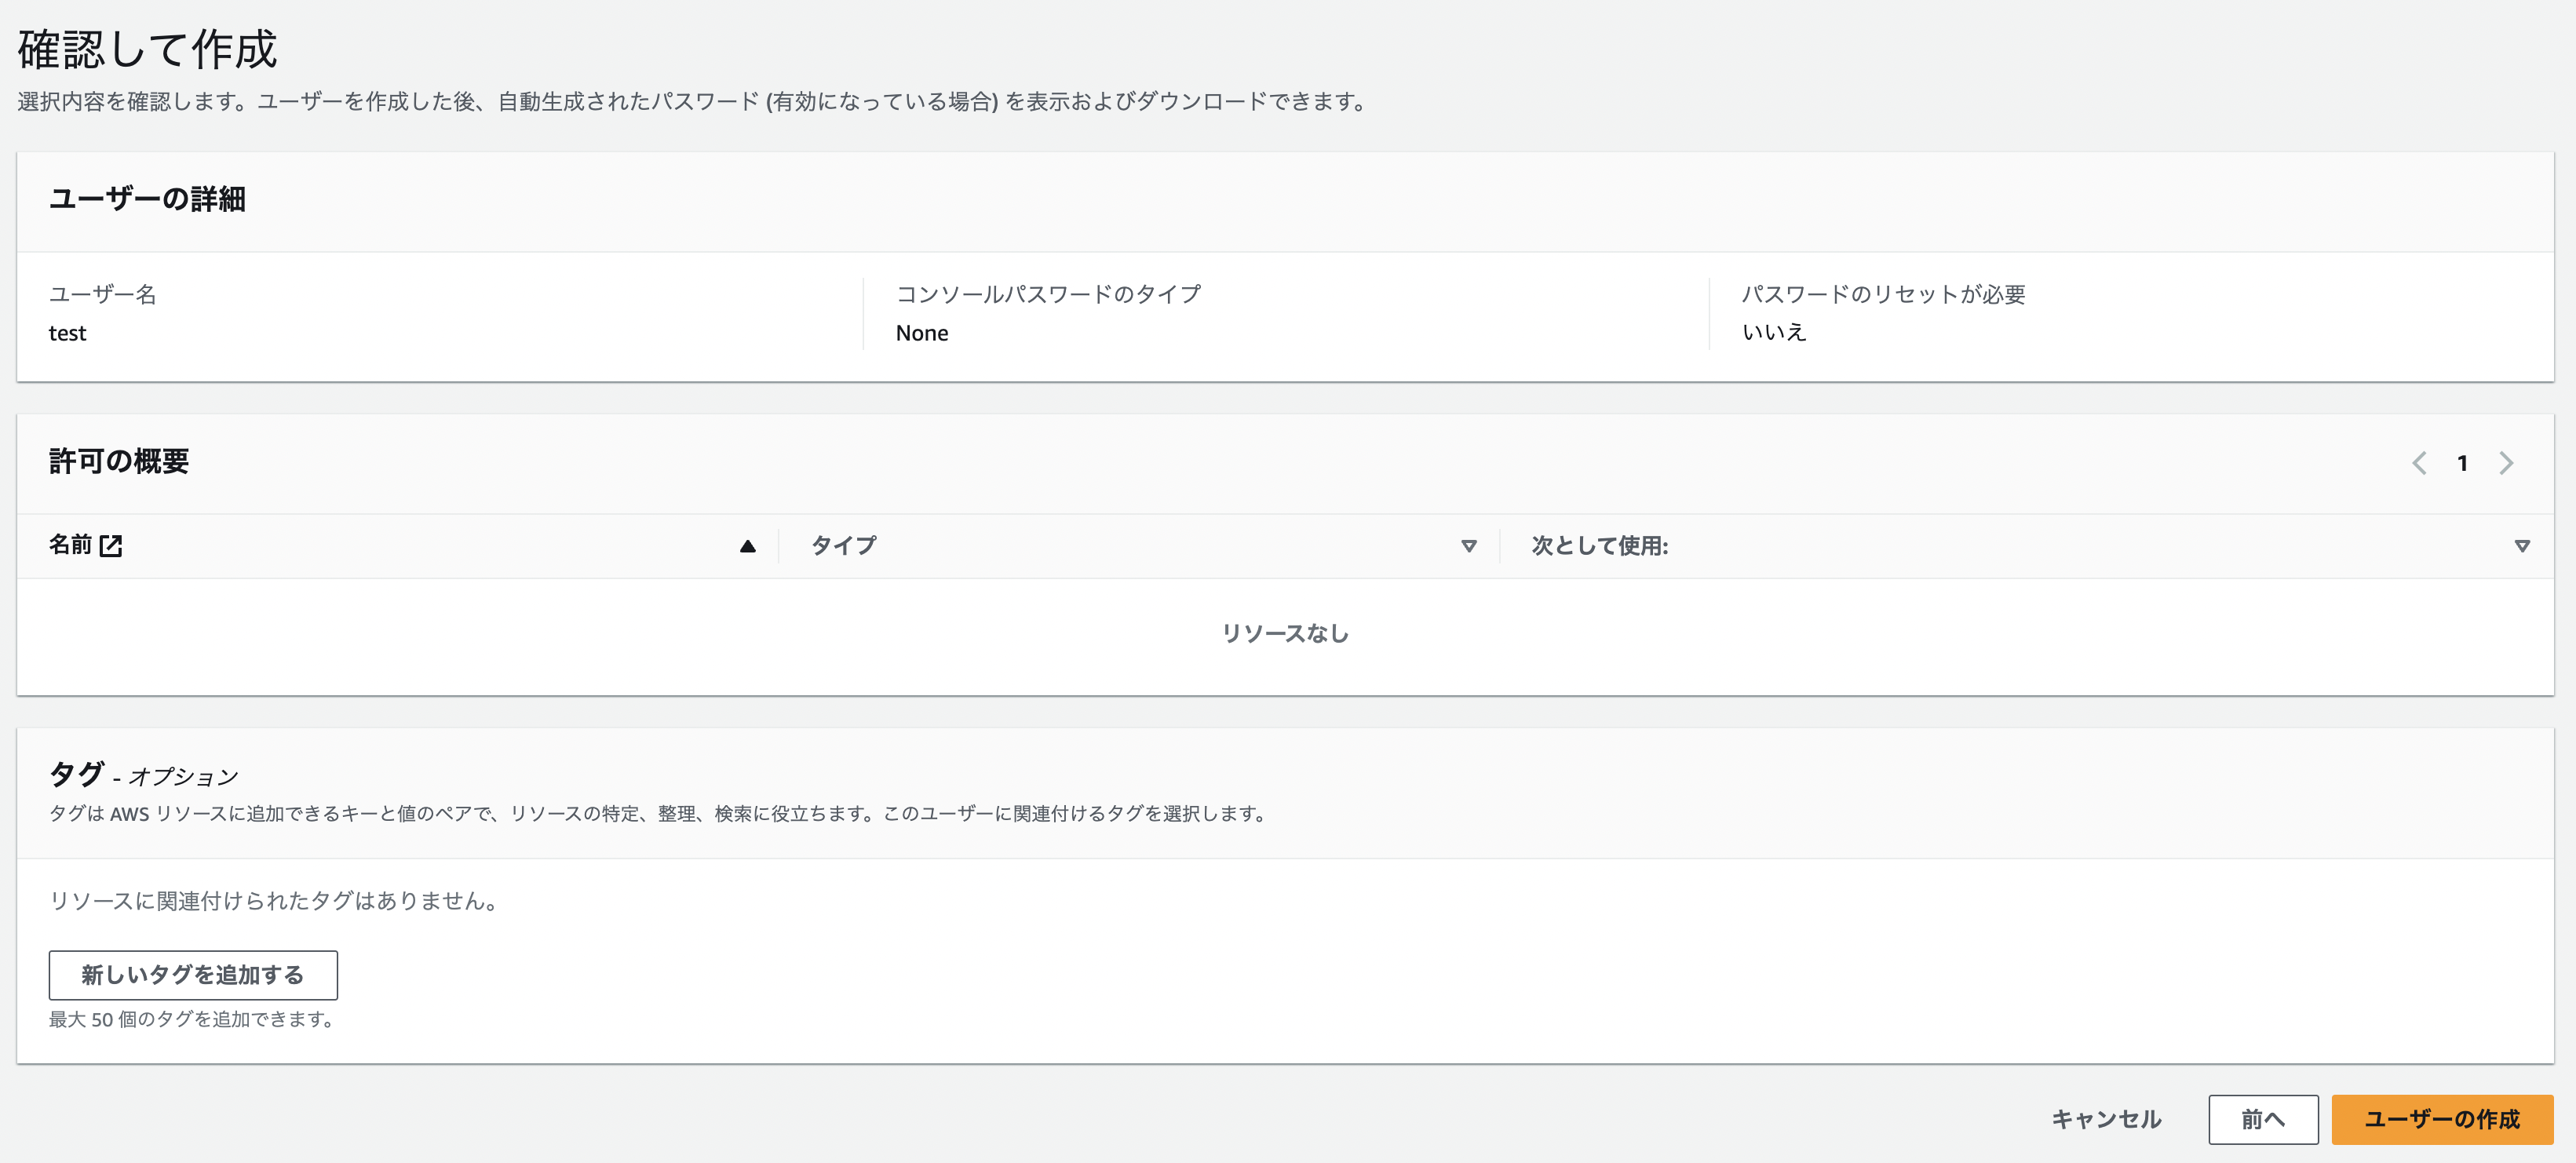 確認して作成
選択内容を確認します。ユーザーを作成した後、自動生成されたパスワード (有効になっている場合) を表示およびダウンロードできます。
ユーザーの詳細
ユーザー名
test
コンソールパスワードのタイプ
None
パスワードのリセットが必要
いいえ
許可の概要
1
名前
タイプ
次として使用:
リソースなし
タグ - オプション
タグは AWS リソースに追加できるキーと値のペアで、リソースの特定、整理、検索に役立ちます。このユーザーに関連付けるタグを選択します。
リソースに関連付けられたタグはありません。
新しいタグを追加する
最大 50 個のタグを追加できます。
キャンセル
前へ
ユーザーの作成